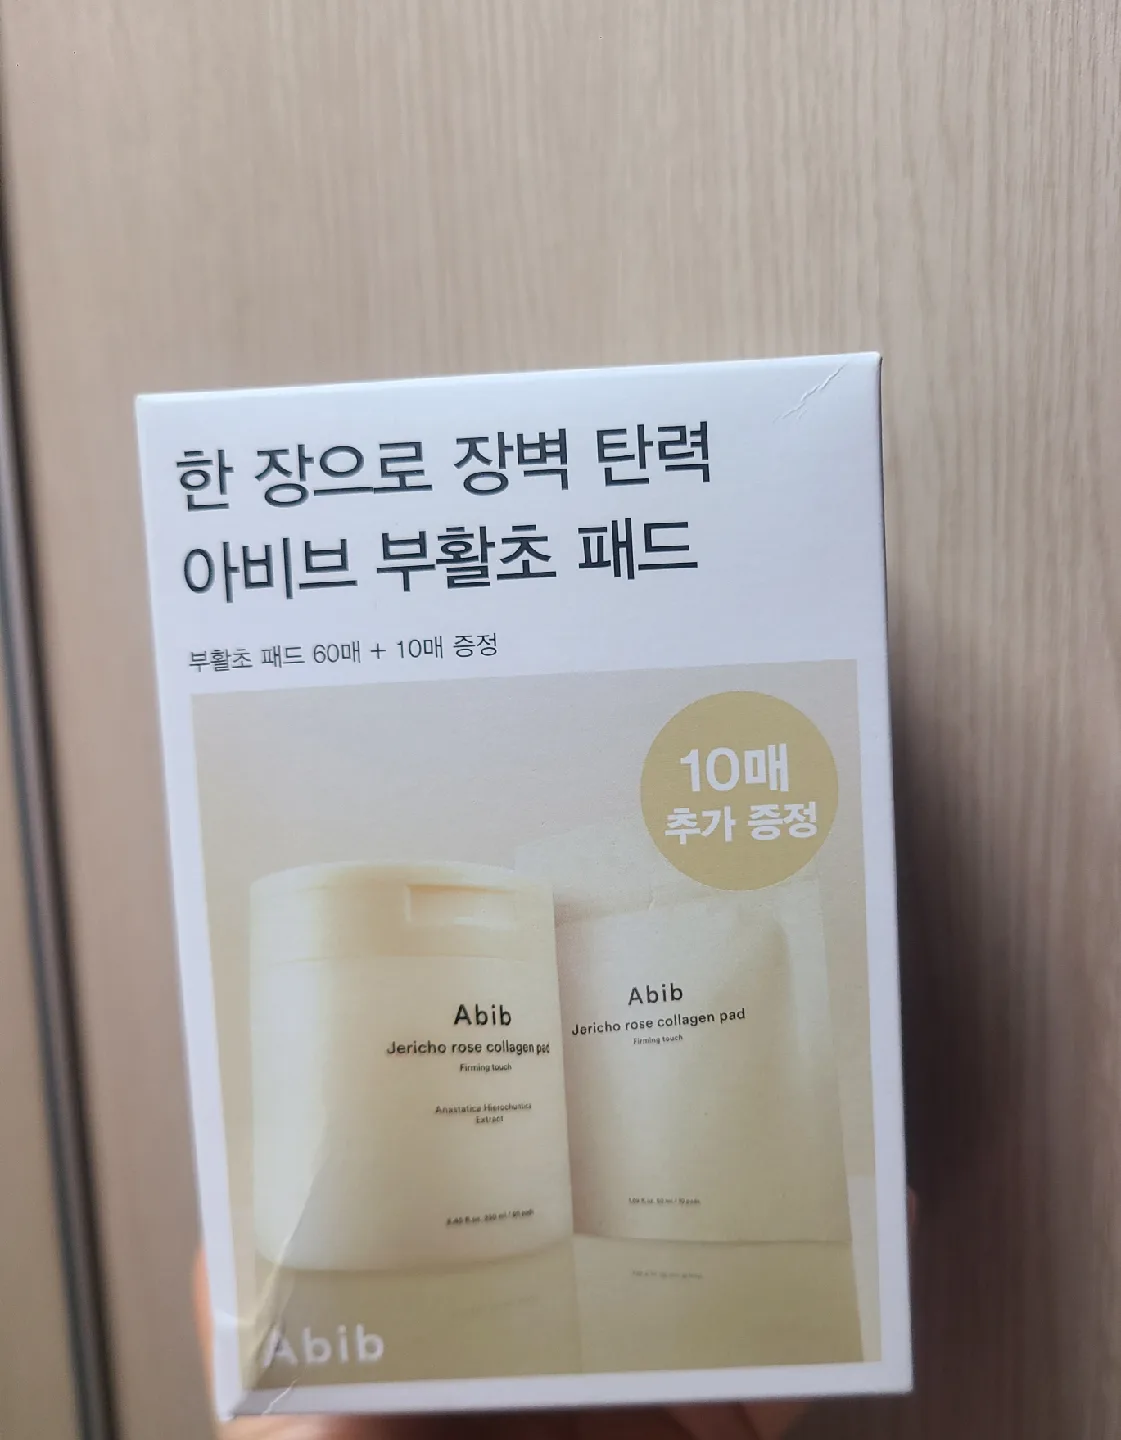 한 장으로 장벽 탄력
아비브 부활초 패드
부활초 패드 60매 + 10매 증정
10매
추가 증정
Abib
Jericho rose collagen pad
Firming touch
Anastatica Hierochuntica
Extract
Abib
Jericho rose collagen pad
Firming touch
Abib